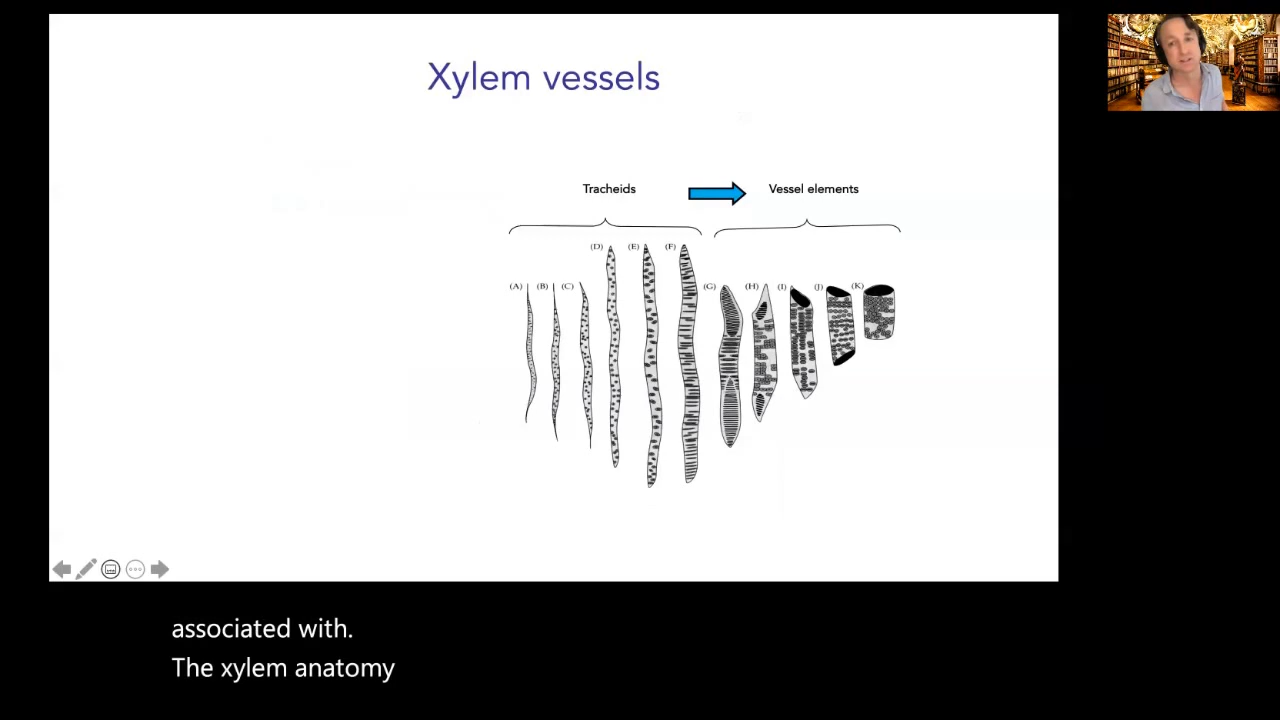 Xylem vessels
Tracheids
Vessel elements
(D) (E) (F)
(A) (B) (C) (G) (H) (I) (J) (K)
associated with.
The xylem anatomy